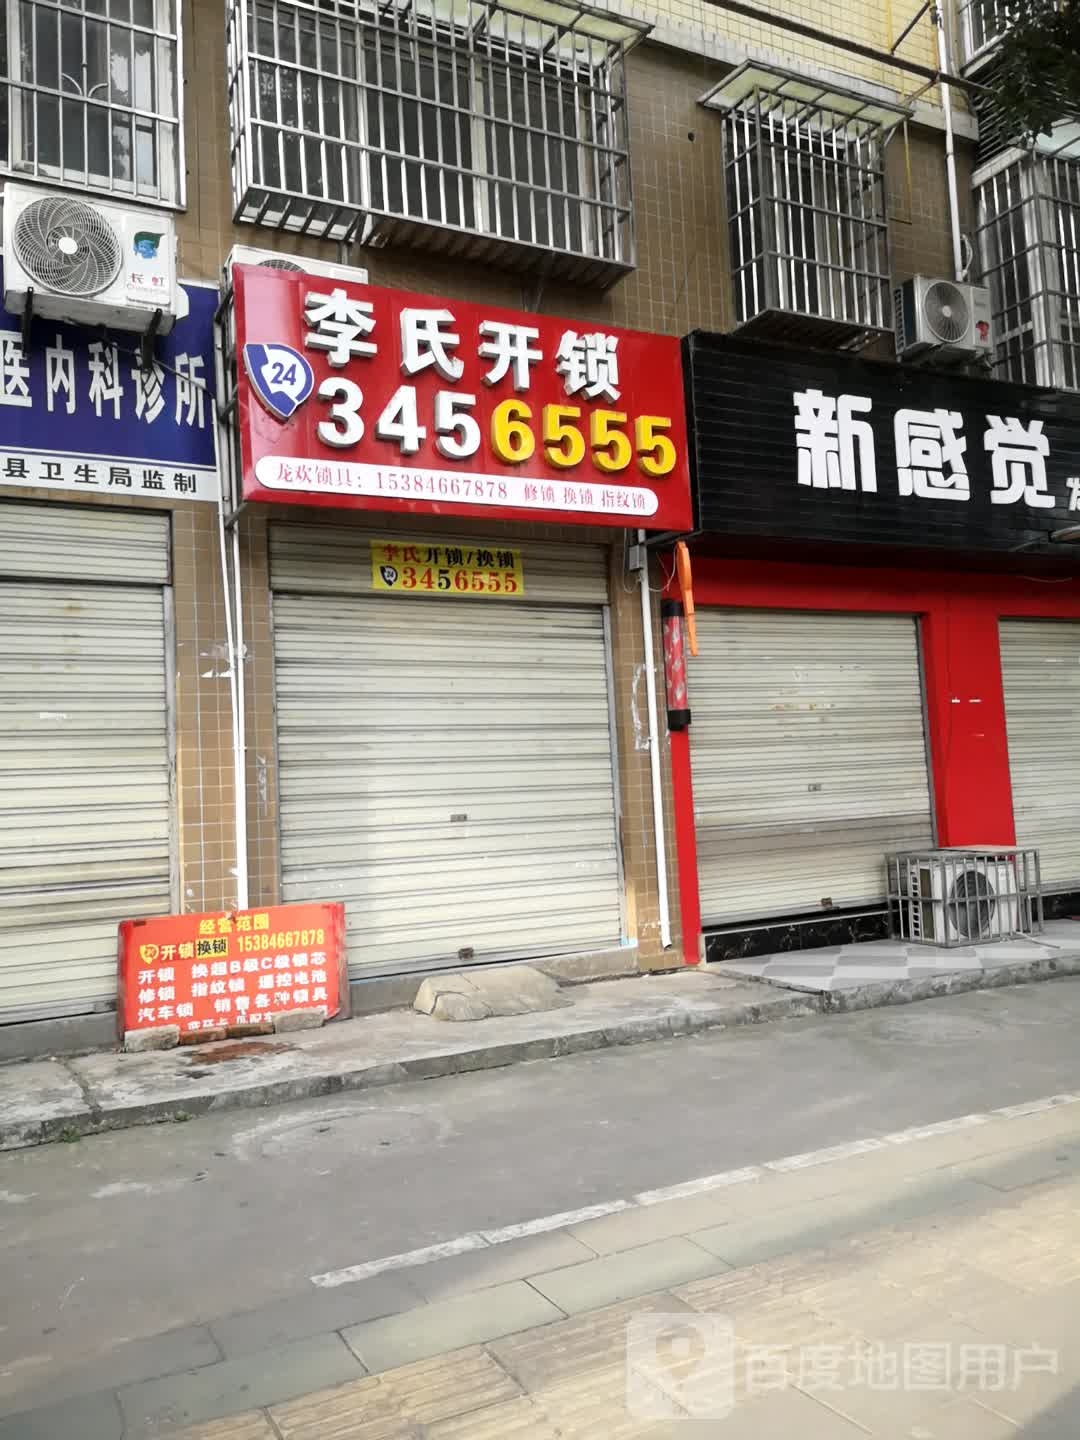 长虹
CHANGHONG
医内科诊所
县卫生局监制
李氏开锁
24
3456555
龙欢锁具：15384667878 修锁 换锁 指纹锁
李氏开锁/换锁
24 3456555
新感觉
经营范围
开锁换锁 15384667878
开锁 换超B级C级锁芯
修锁 指纹锁 遥控电池
汽车锁 销售各种锁具
百度地图用户